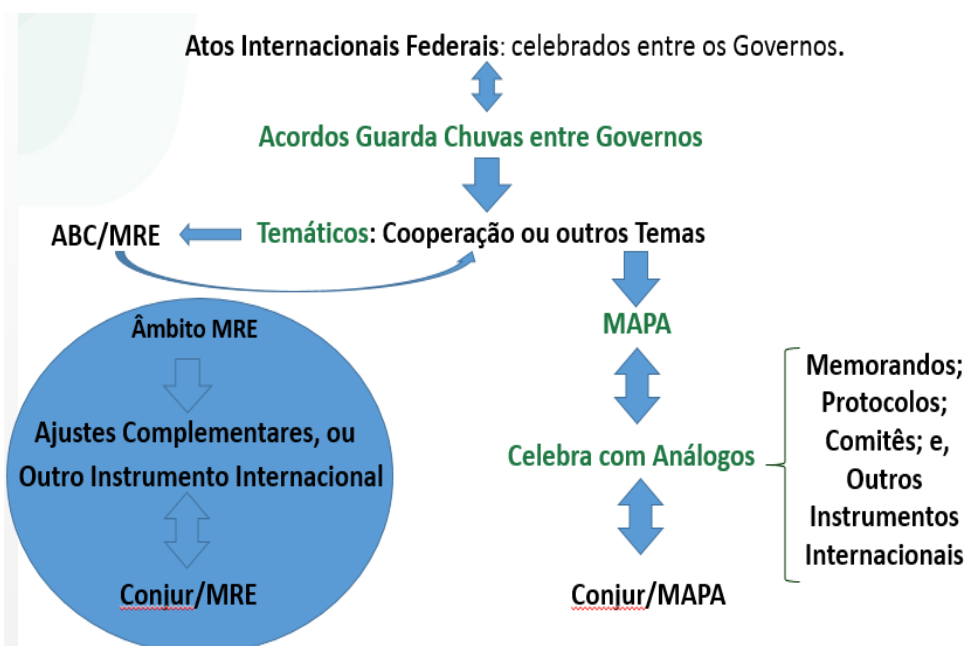 Atos Internacionais Federais: celebrados entre os Governos.
Acordos Guarda Chuvas entre Governos
ABC/MRE
Temáticos: Cooperação ou outros Temas
Âmbito MRE
Ajustes Complementares, ou
Outro Instrumento Internacional
Conjur/MRE
MAPA
Celebra com Análogos
Conjur/MAPA
Memorandos;
Protocolos;
Comitês; e,
Outros
Instrumentos
Internacionais